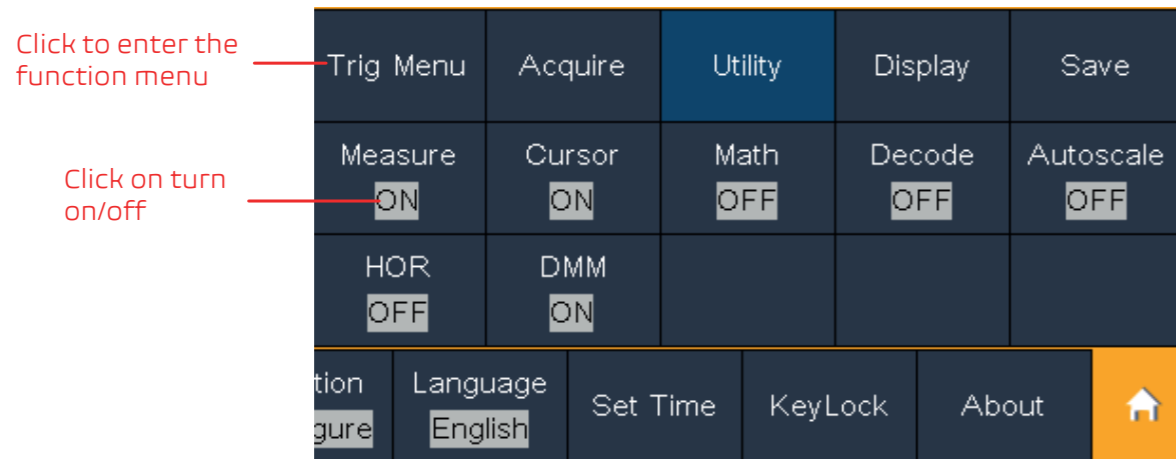 Click to enter the
function menu
Trig Menu Acquire Utility Display Save
Click on turn
on/off
Measure Cursor Math Decode Autoscale
ON ON OFF OFF OFF
HOR DMM
OFF ON
tion Language Set Time KeyLock About
gure English